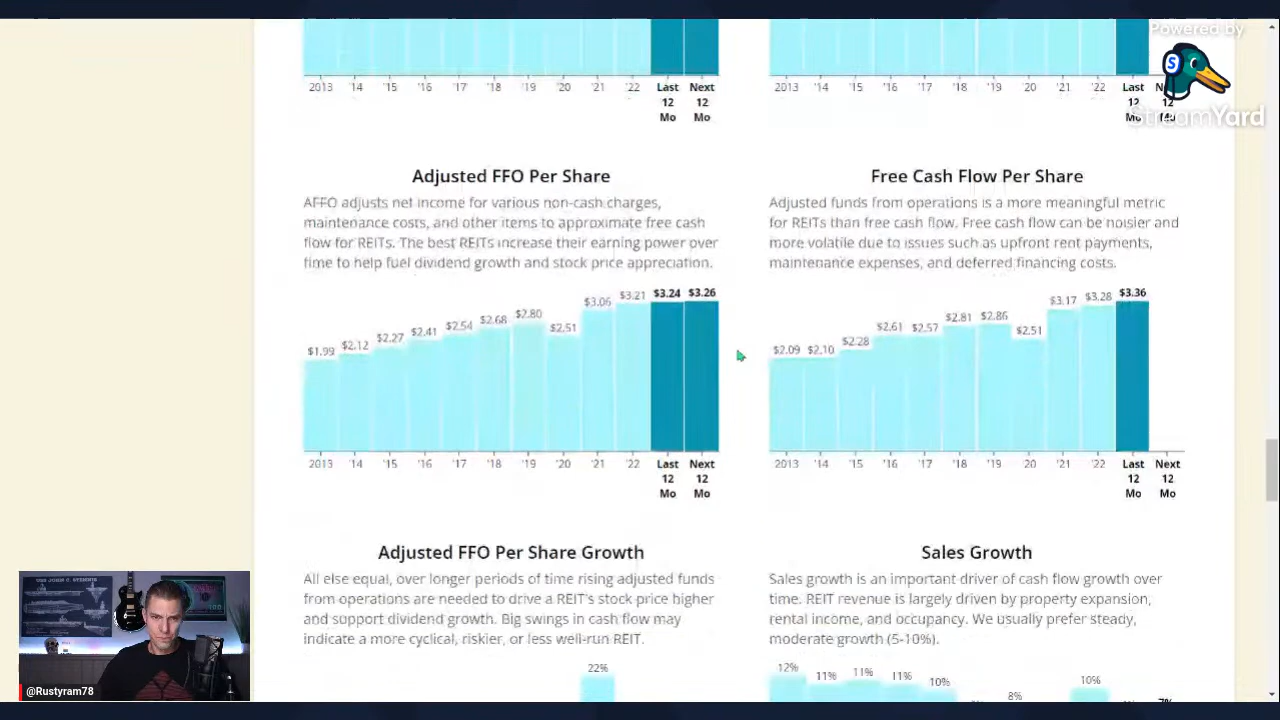 Powered by
StreamYard
2013 '14 '15 '16 '17 '18 '19 '20 '21 '22 Last 12 Mo Next 12 Mo
2013 '14 '15 '16 '17 '18 '19 '20 '21 '22 Last 12 Mo
Adjusted FFO Per Share
AFFO adjusts net income for various non-cash charges,
maintenance costs, and other items to approximate free cash
flow for REITs. The best REITs increase their earning power over
time to help fuel dividend growth and stock price appreciation.
$1.99 $2.12 $2.27 $2.41 $2.54 $2.68 $2.80 $2.51 $3.06 $3.21 $3.24 $3.26
2013 '14 '15 '16 '17 '18 '19 '20 '21 '22 Last 12 Mo Next 12 Mo
Free Cash Flow Per Share
Adjusted funds from operations is a more meaningful metric
for REITs than free cash flow. Free cash flow can be noisier and
more volatile due to issues such as upfront rent payments,
maintenance expenses, and deferred financing costs.
$2.09 $2.10 $2.28 $2.61 $2.57 $2.81 $2.86 $2.51 $3.17 $3.28 $3.36
2013 '14 '15 '16 '17 '18 '19 '20 '21 '22 Last 12 Mo Next 12 Mo
Adjusted FFO Per Share Growth
All else equal, over longer periods of time rising adjusted funds
from operations are needed to drive a REIT's stock price higher
and support dividend growth. Big swings in cash flow may
indicate a more cyclical, riskier, or less well-run REIT.
22%
Sales Growth
Sales growth is an important driver of cash flow growth over
time. REIT revenue is largely driven by property expansion,
rental income, and occupancy. We usually prefer steady,
moderate growth (5-10%).
12% 11% 11% 11% 10% 8% 10%
@Rustyram78